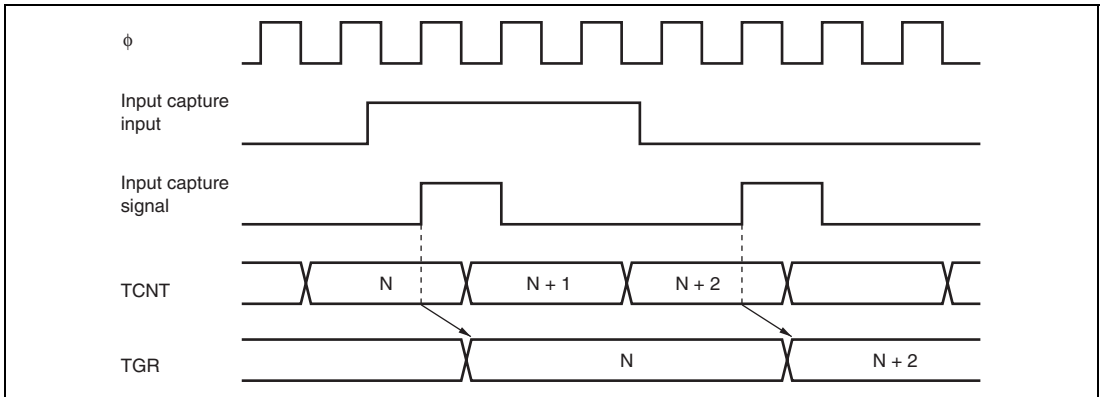 ϕ
Input capture
input
Input capture
signal
TCNT
N
N + 1
N + 2
TGR
N
N + 2